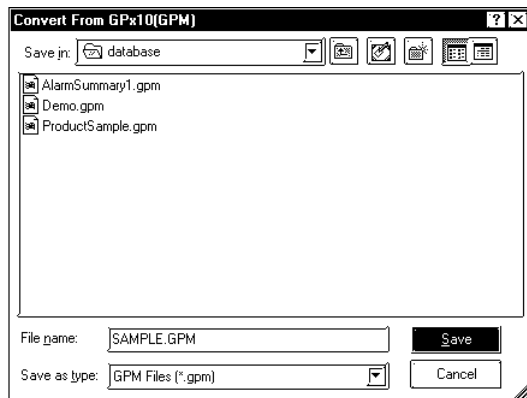 Convert From GPx10(GPM)
Save in: database
AlarmSummary1.gpm
Demo.gpm
ProductSample.gpm
File name: SAMPLE.GPM Save
Save as type: GPM Files (*.gpm) Cancel